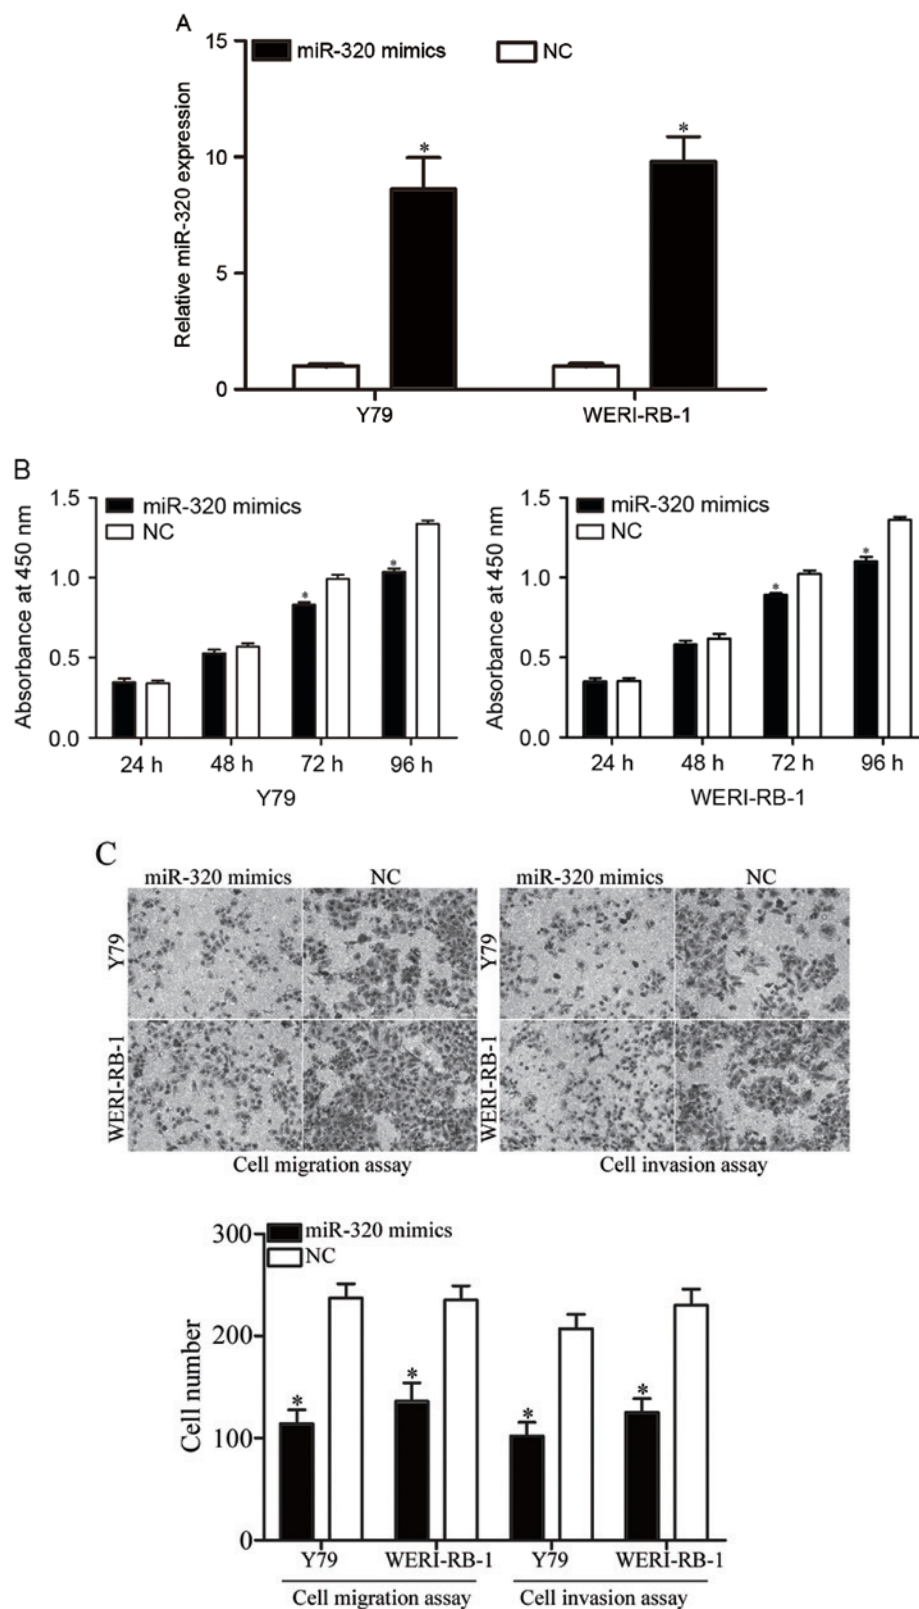 A
miR-320 mimics NC
Relative miR-320 expression
15
10
5
0
* *
Y79 WERI-RB-1
B
miR-320 mimics
NC
Absorbance at 450 nm
1.5
1.0
0.5
0.0
* *
24 h 48 h 72 h 96 h
Y79
miR-320 mimics
NC
Absorbance at 450 nm
1.5
1.0
0.5
0.0
* *
24 h 48 h 72 h 96 h
WERI-RB-1
C
miR-320 mimics NC miR-320 mimics NC
Y79 Y79
WERI-RB-1 WERI-RB-1
Cell migration assay Cell invasion assay
miR-320 mimics
NC
Cell number
300
200
100
0
* * * *
Y79 WERI-RB-1 Y79 WERI-RB-1
Cell migration assay Cell invasion assay